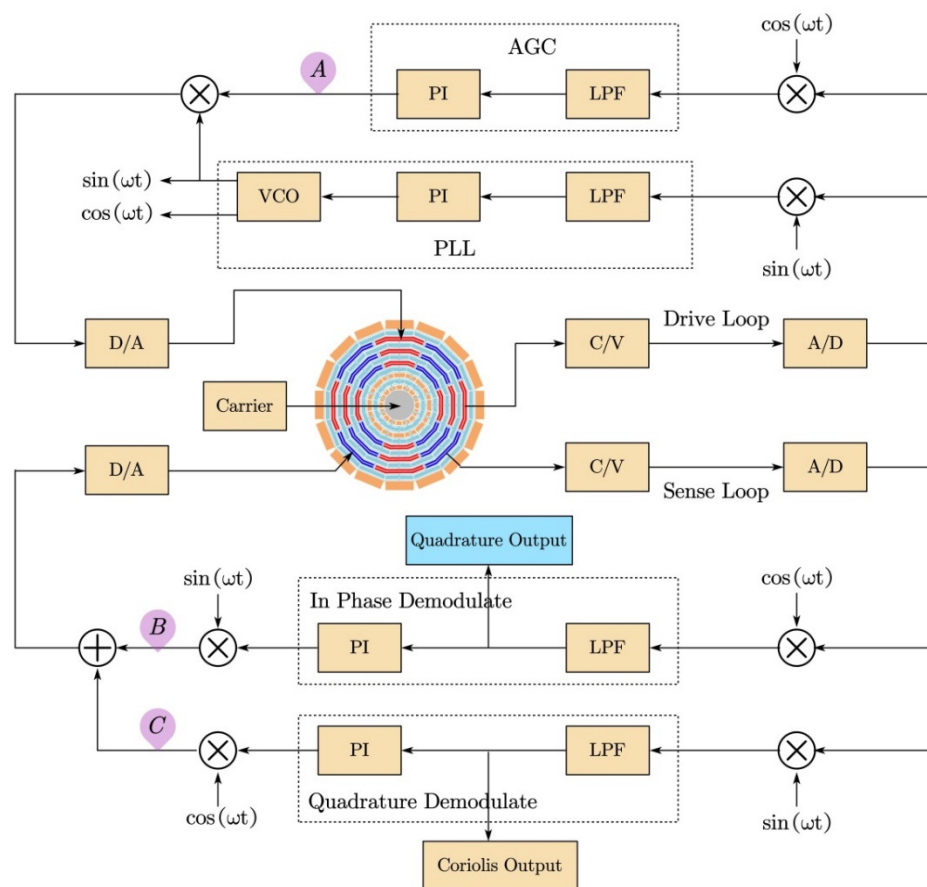 cos(ωt)
AGC
A
PI
LPF
sin(ωt)
cos(ωt)
VCO
PI
LPF
PLL
sin(ωt)
D/A
C/V
Drive Loop
A/D
Carrier
D/A
C/V
Sense Loop
A/D
Quadrature Output
sin(ωt)
In Phase Demodulate
cos(ωt)
B
PI
LPF
C
PI
LPF
cos(ωt)
Quadrature Demodulate
sin(ωt)
Coriolis Output